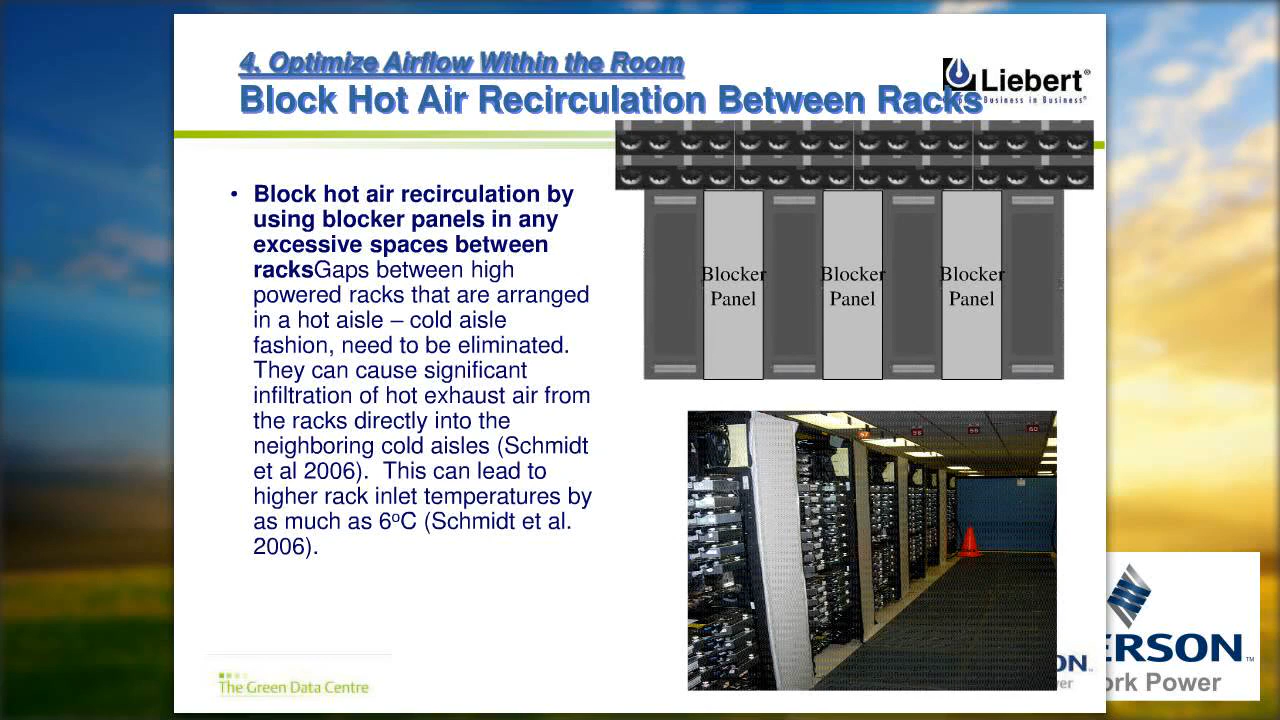 4. Optimize Airflow Within the Room
Block Hot Air Recirculation Between Racks
Liebert®
Business in Business®
• Block hot air recirculation by
using blocker panels in any
excessive spaces between
racksGaps between high
powered racks that are arranged
in a hot aisle – cold aisle
fashion, need to be eliminated.
They can cause significant
infiltration of hot exhaust air from
the racks directly into the
neighboring cold aisles (Schmidt
et al 2006). This can lead to
higher rack inlet temperatures by
as much as 6ºC (Schmidt et al.
2006).
Blocker Panel
Blocker Panel
Blocker Panel
The Green Data Centre
ON™
wer
ERSON™
ork Power